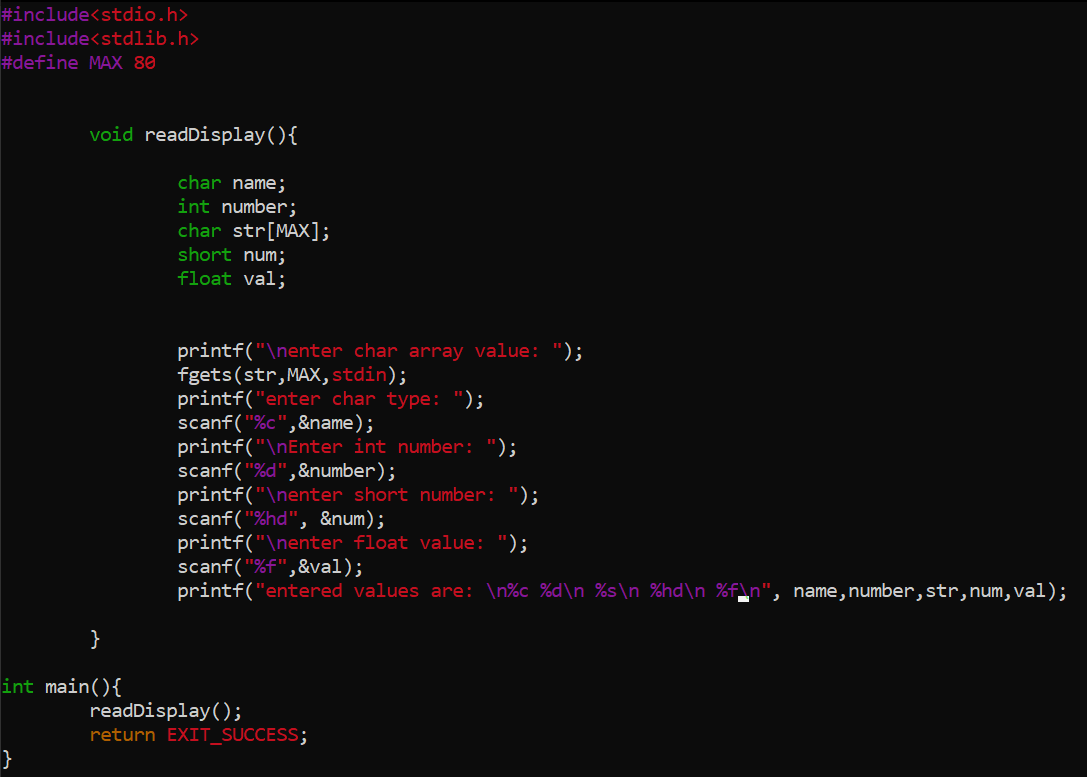 #include<stdio.h>
#include<stdlib.h>
#define MAX 80
void readDisplay(){
char name;
int number;
char str[MAX];
short num;
float val;
printf("\nenter char array value: ");
fgets(str,MAX,stdin);
printf("enter char type: ");
scanf("%c",&name);
printf("\nEnter int number: ");
scanf("%d",&number);
printf("\nenter short number: ");
scanf("%hd", &num);
printf("\nenter float value: ");
scanf("%f",&val);
printf("entered values are: \n%c %d\n %s\n %hd\n %f\n", name,number,str,num,val);
}
int main(){
readDisplay();
return EXIT_SUCCESS;
}